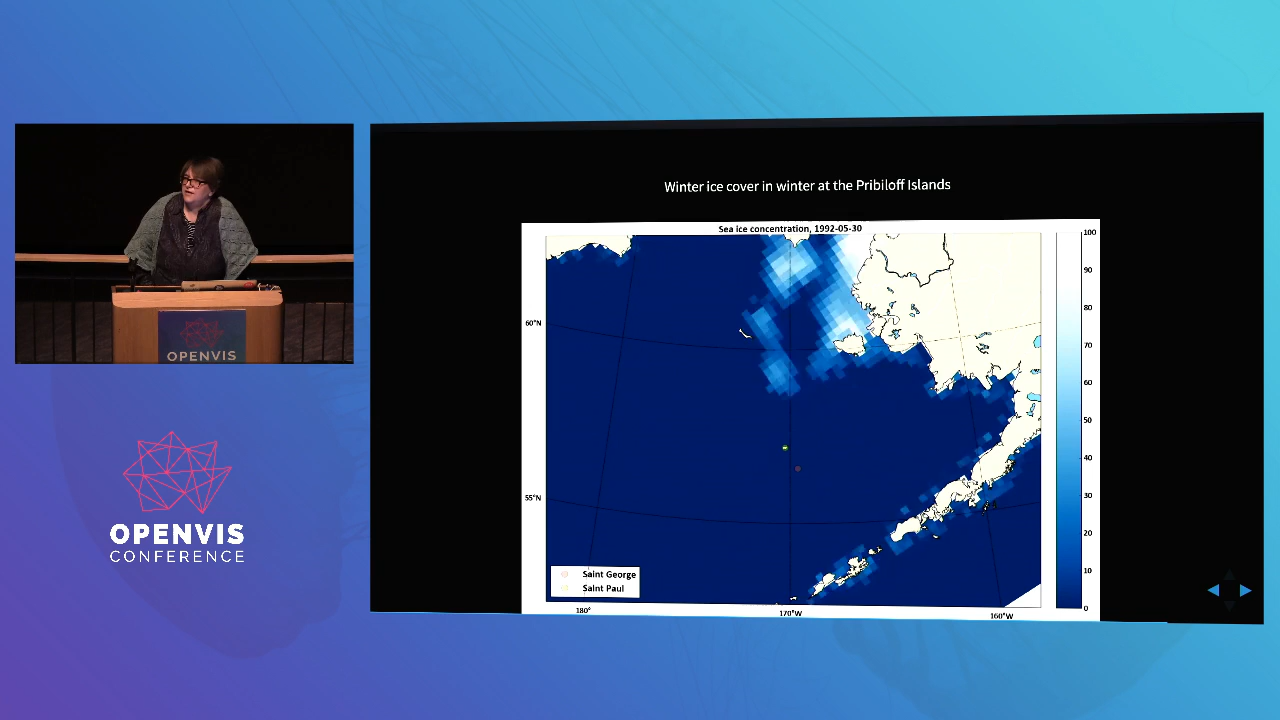 OPENVIS
OPENVIS
CONFERENCE
Winter ice cover in winter at the Pribiloff Islands
Sea ice concentration, 1992-05-30
100
90
80
70
60
50
40
30
20
10
0
60°N
55°N
Saint George
Saint Paul
180°
170°W
160°W